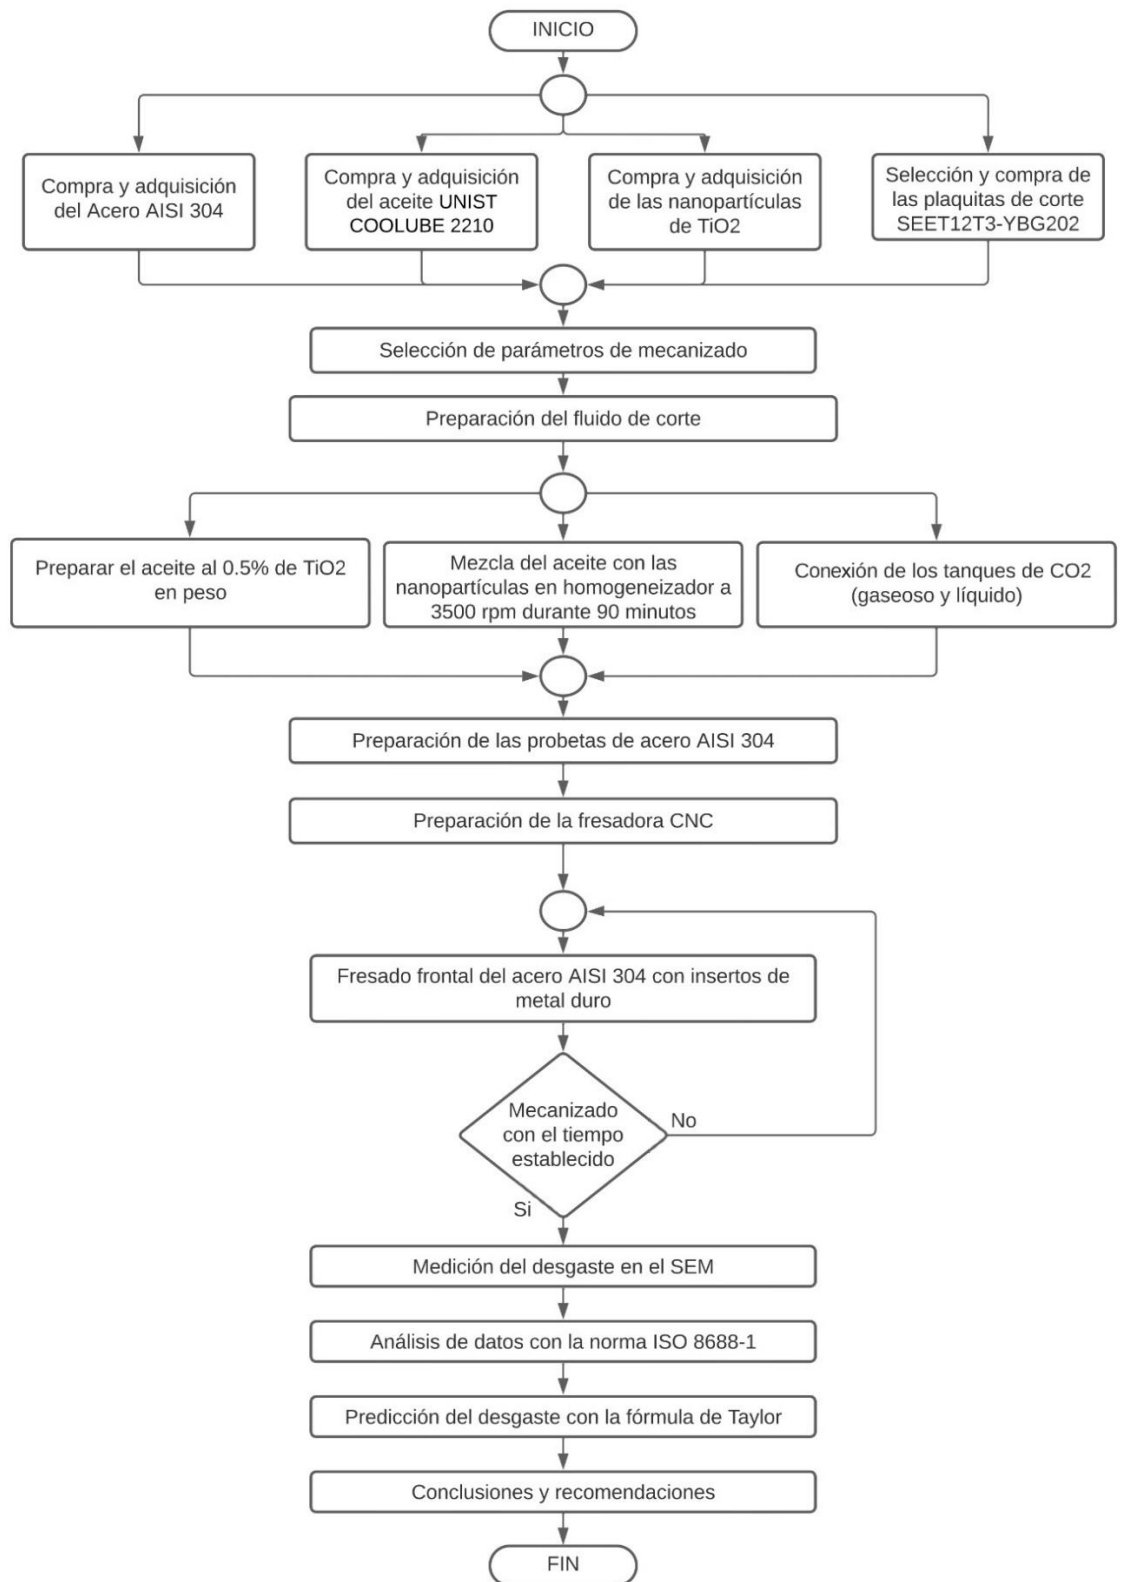 INICIO
Compra y adquisición
del Acero AISI 304
Compra y adquisición
del aceite UNIST
COOLUBE 2210
Compra y adquisición
de las nanopartículas
de TiO2
Selección y compra de
las plaquitas de corte
SEET12T3-YBG202
Selección de parámetros de mecanizado
Preparación del fluido de corte
Preparar el aceite al 0.5% de TiO2
en peso
Mezcla del aceite con las
nanopartículas en homogeneizador a
3500 rpm durante 90 minutos
Conexión de los tanques de CO2
(gaseoso y líquido)
Preparación de las probetas de acero AISI 304
Preparación de la fresadora CNC
Fresado frontal del acero AISI 304 con insertos de
metal duro
Mecanizado
con el tiempo
establecido
No
Si
Medición del desgaste en el SEM
Análisis de datos con la norma ISO 8688-1
Predicción del desgaste con la fórmula de Taylor
Conclusiones y recomendaciones
FIN